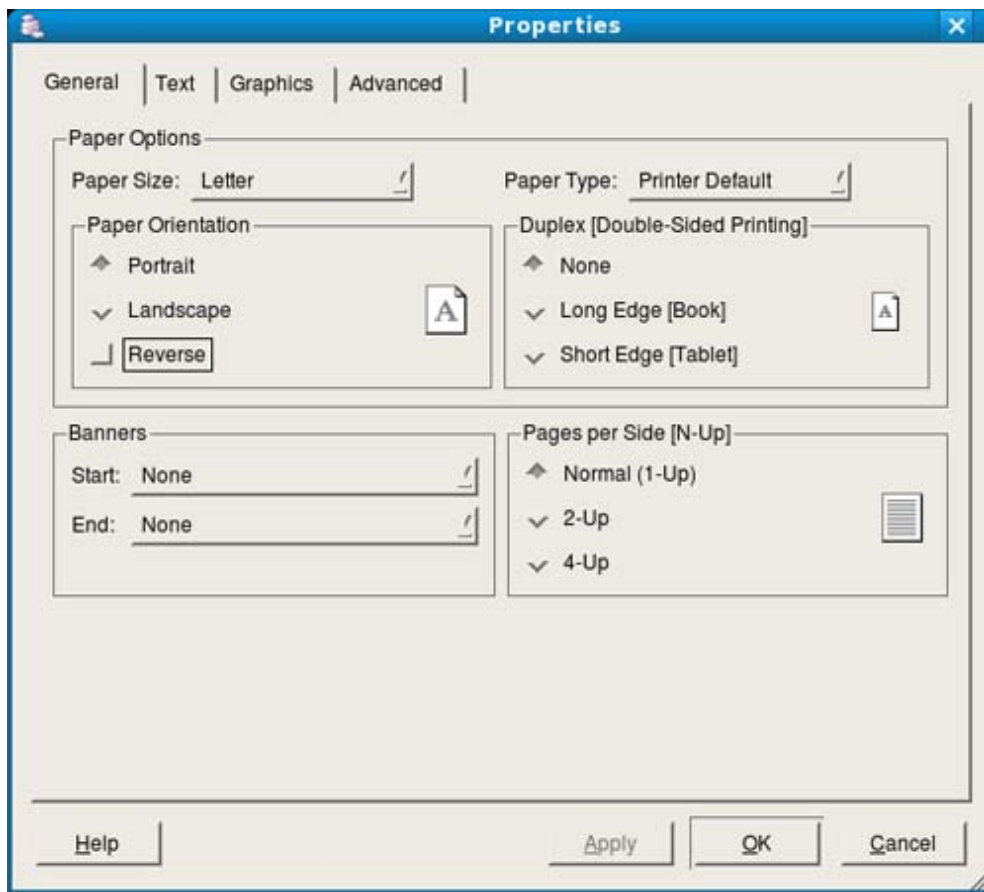 Properties
General Text Graphics Advanced
Paper Options
Paper Size: Letter
Paper Type: Printer Default
Paper Orientation
Portrait
Landscape
Reverse
A
Duplex [Double-Sided Printing]
None
Long Edge [Book]
Short Edge [Tablet]
A
Banners
Start: None
End: None
Pages per Side [N-Up]
Normal (1-Up)
2-Up
4-Up
Help Apply OK Cancel